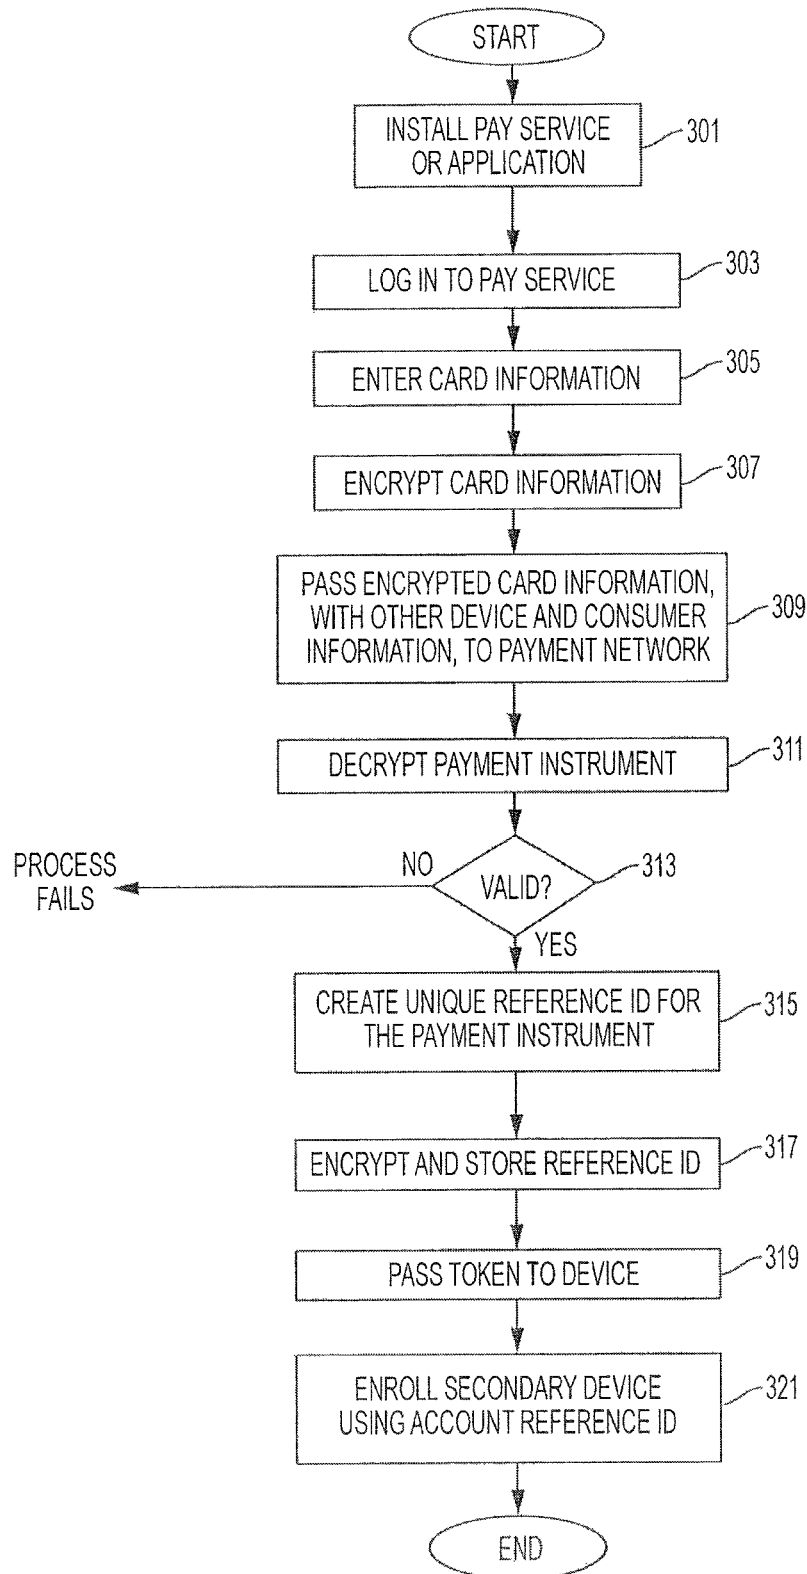 START
INSTALL PAY SERVICE
OR APPLICATION
301
LOG IN TO PAY SERVICE
303
ENTER CARD INFORMATION
305
ENCRYPT CARD INFORMATION
307
PASS ENCRYPTED CARD INFORMATION,
WITH OTHER DEVICE AND CONSUMER
INFORMATION, TO PAYMENT NETWORK
309
DECRYPT PAYMENT INSTRUMENT
311
PROCESS
FAILS
NO
VALID?
313
YES
CREATE UNIQUE REFERENCE ID FOR
THE PAYMENT INSTRUMENT
315
ENCRYPT AND STORE REFERENCE ID
317
PASS TOKEN TO DEVICE
319
ENROLL SECONDARY DEVICE
USING ACCOUNT REFERENCE ID
321
END